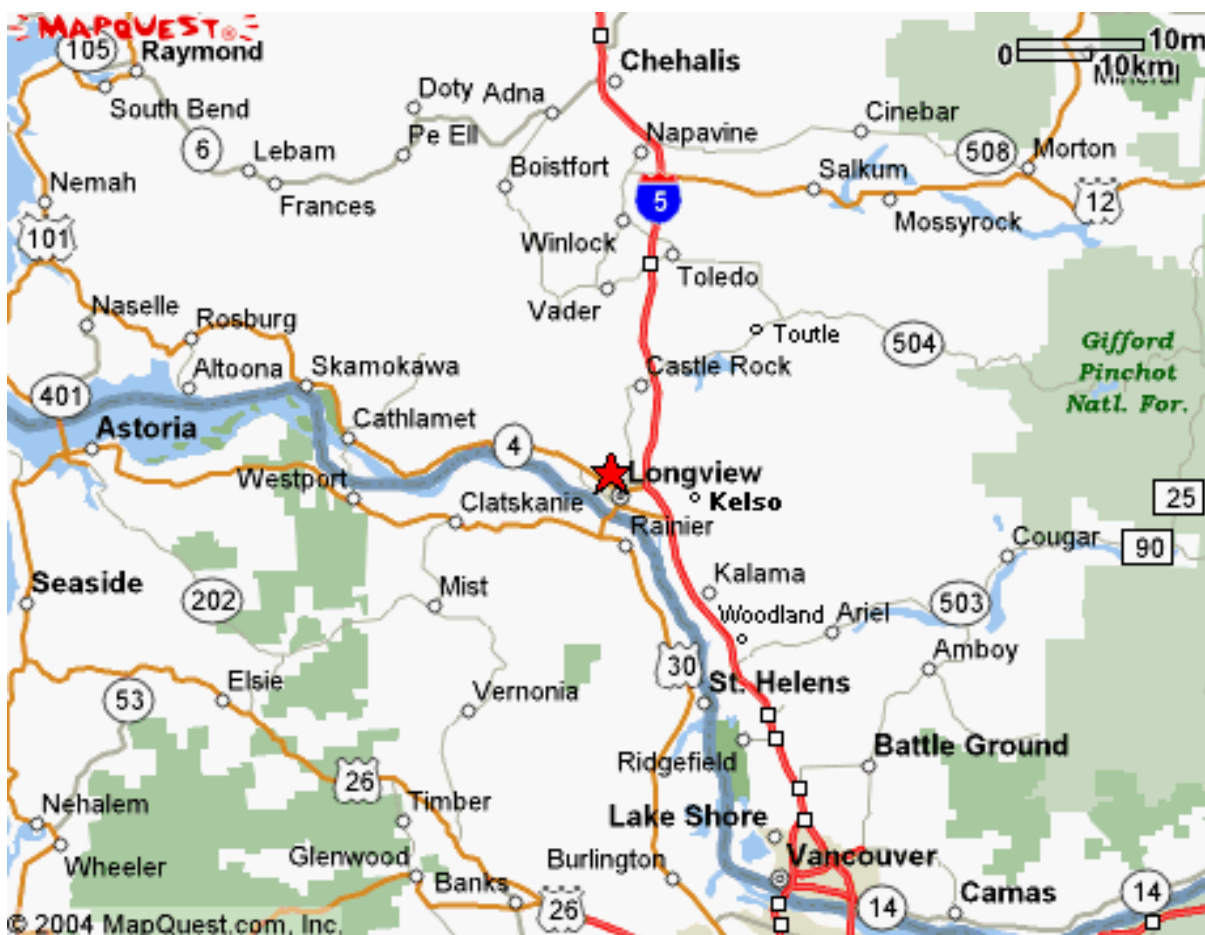 MAPQUEST®
105
Raymond
10m
0
10km
Chehalis
Mineral
South Bend
Doty
Adna
Cinebar
6
Lebam
Pe Ell
Napavine
508
Morton
Nemah
Frances
Boistfort
5
Salkum
12
101
Winlock
Mossyrock
Toledo
Naselle
Rosburg
Vader
Toutle
504
Gifford
Pinchot
Natl. For.
Altoona
Skamokawa
Castle Rock
401
Astoria
Cathlamet
4
Longview
Westport
Clatskanie
Kelso
25
Rainier
Cougar
90
Seaside
202
Mist
Kalama
Woodland
Ariel
503
Amboy
Elsie
53
Vernonia
30
St. Helens
26
Ridgefield
Battle Ground
Nehalem
Timber
Lake Shore
Wheeler
Glenwood
Burlington
Vancouver
Banks
26
14
Camas
14
© 2004 MapQuest.com, Inc.